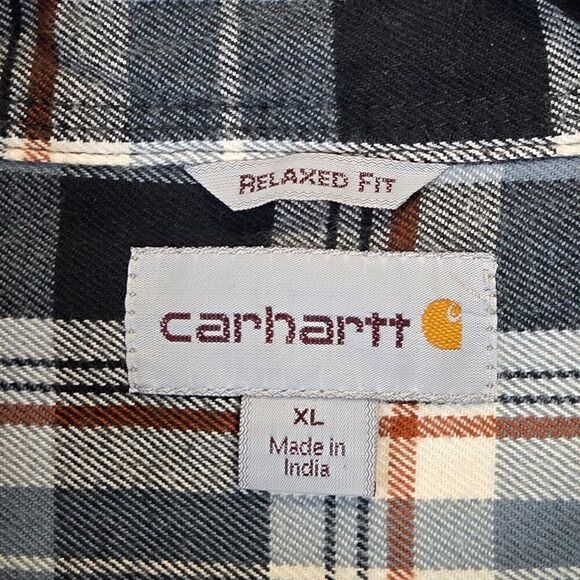 RELAXED FIT
carhartt
XL
Made in
India